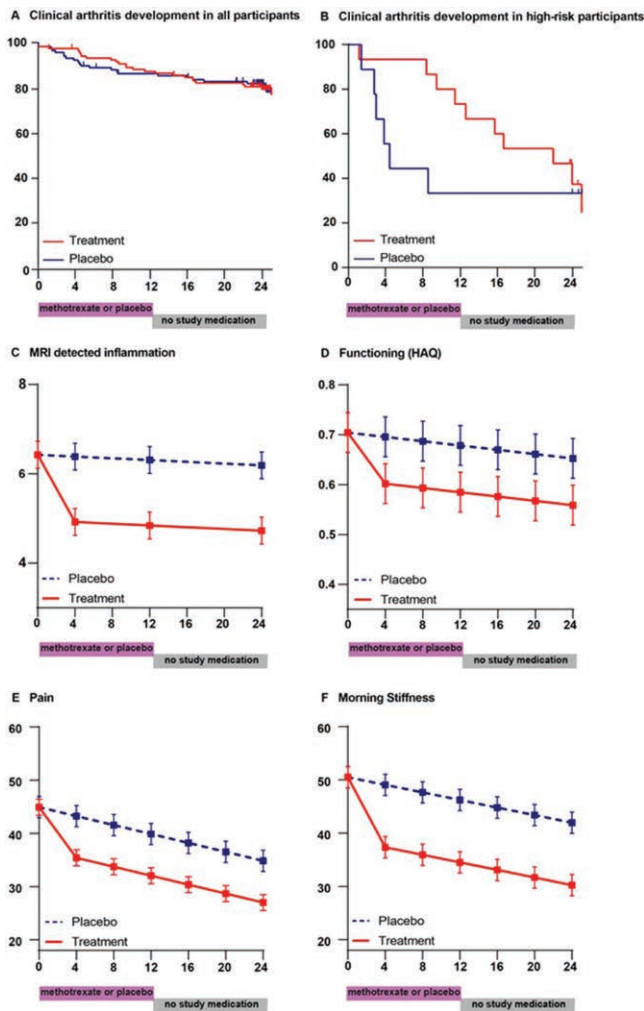 A Clinical arthritis development in all participants
100
80
60
40
20
0
Treatment
Placebo
0 4 8 12 16 20 24
methotrexate or placebo
no study medication
B Clinical arthritis development in high-risk participants
100
80
60
40
20
0
Treatment
Placebo
0 4 8 12 16 20 24
methotrexate or placebo
no study medication
C MRI detected inflammation
8
6
4
Placebo
Treatment
0 4 8 12 16 20 24
methotrexate or placebo
no study medication
D Functioning (HAQ)
0.8
0.7
0.6
0.5
0.4
Placebo
Treatment
0 4 8 12 16 20 24
methotrexate or placebo
no study medication
E Pain
60
50
40
30
20
Placebo
Treatment
0 4 8 12 16 20 24
methotrexate or placebo
no study medication
F Morning Stiffness
60
50
40
30
20
Placebo
Treatment
0 4 8 12 16 20 24
methotrexate or placebo
no study medication